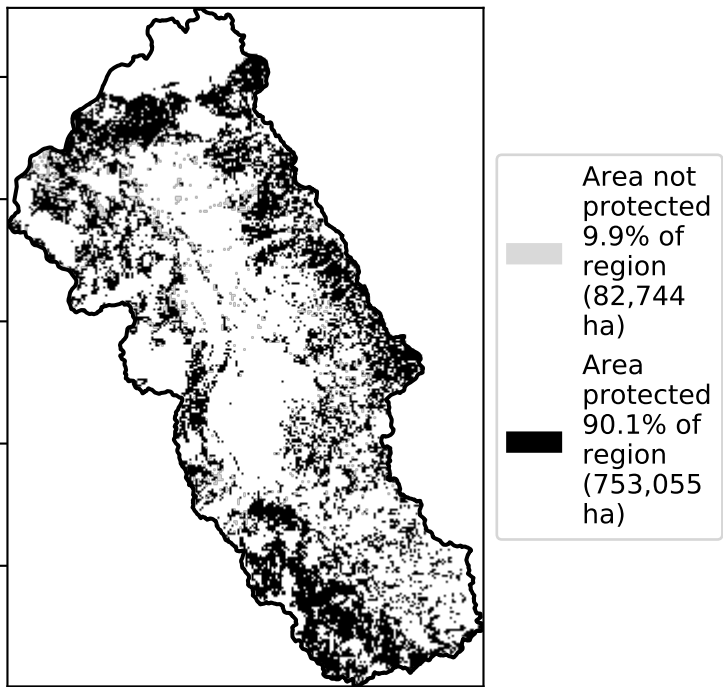 Area not
protected
9.9% of
region
(82,744
ha)
Area
protected
90.1% of
region
(753,055
ha)